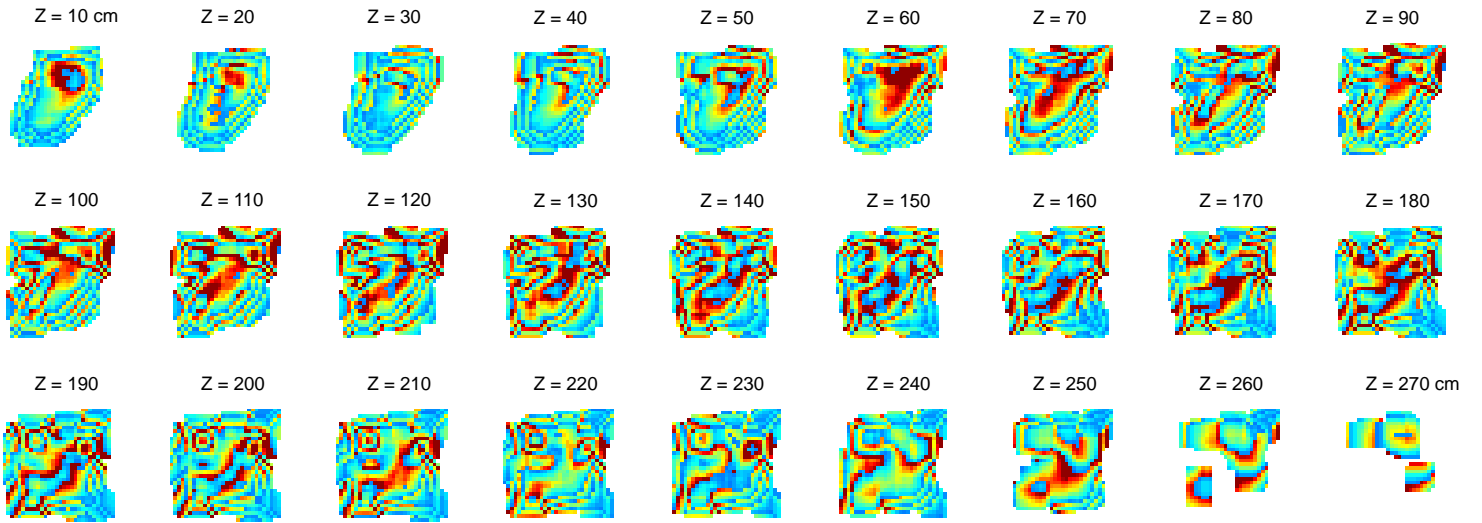 Z = 10 cm
Z = 20
Z = 30
Z = 40
Z = 50
Z = 60
Z = 70
Z = 80
Z = 90
Z = 100
Z = 110
Z = 120
Z = 130
Z = 140
Z = 150
Z = 160
Z = 170
Z = 180
Z = 190
Z = 200
Z = 210
Z = 220
Z = 230
Z = 240
Z = 250
Z = 260
Z = 270 cm